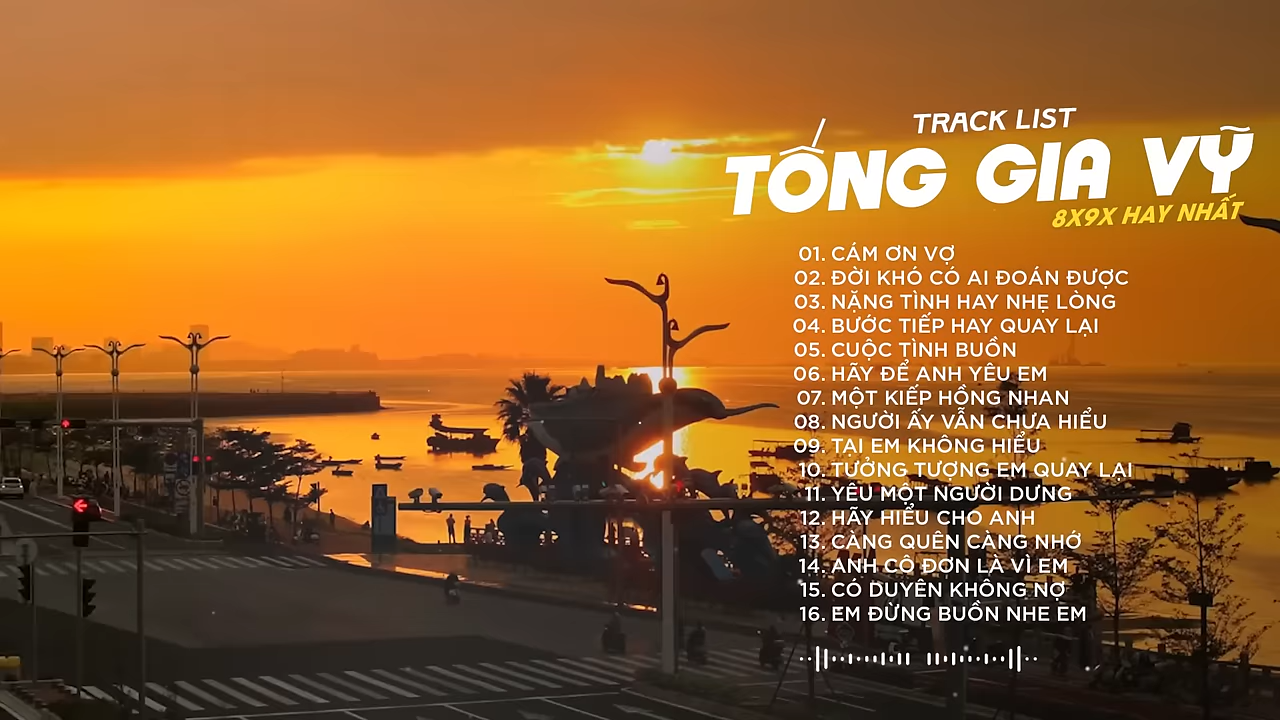 TRACK LIST
TỐNG GIA VỸ
8X9X HAY NHẤT
01. CÁM ƠN VỢ
02. ĐỜI KHÓ CÓ AI ĐOÁN ĐƯỢC
03. NẶNG TÌNH HAY NHẸ LÒNG
04. BƯỚC TIẾP HAY QUAY LẠI
05. CUỘC TÌNH BUỒN
06. HÃY ĐỂ ANH YÊU EM
07. MỘT KIẾP HỒNG NHAN
08. NGƯỜI ẤY VẪN CHƯA HIỂU
09. TẠI EM KHÔNG HIỂU
10. TƯỞNG TƯỢNG EM QUAY LẠI
11. YÊU MỘT NGƯỜI DƯNG
12. HÃY HIỂU CHO ANH
13. CÀNG QUÊN CÀNG NHỚ
14. ANH CÔ ĐƠN LÀ VÌ EM
15. CÓ DUYÊN KHÔNG NỢ
16. EM ĐỪNG BUỒN NHE EM